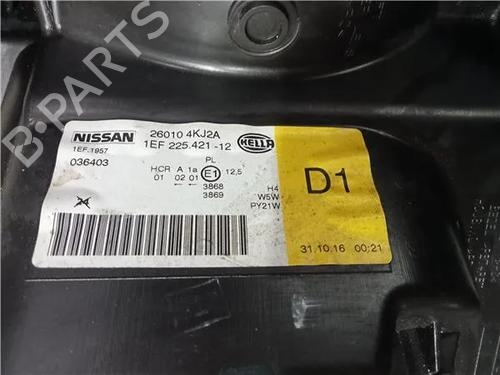 B-PARTS
NISSAN 26010 4KJ2A
1EF.1957 1EF 225.421 -12 HELLA
036403
PL
HCR A 1a E1 12,5
01 02 01
← → 3868
3869
H4
W5W
PY21W
D1
31.10.16 00:21